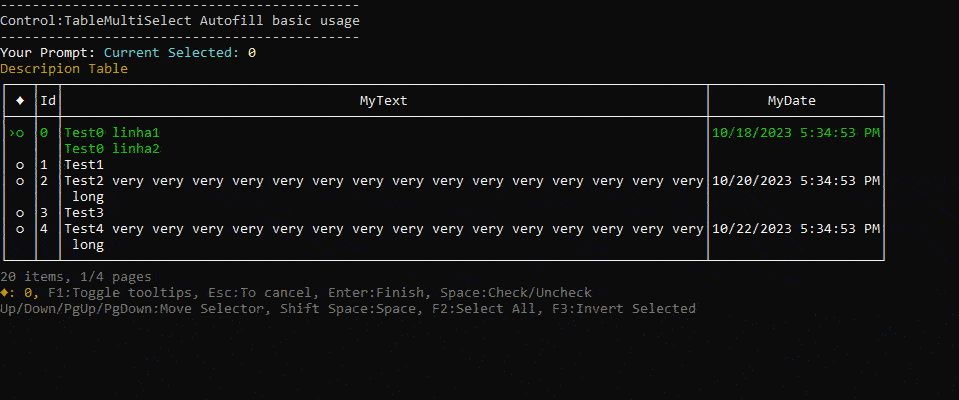 Control:TableMultiSelect Autofill basic usage
Your Prompt: Current Selected: 0
Descripion Table
♦ Id MyText MyDate
›o 0 Test0 linha1 10/18/2023 5:34:53 PM
Test0 linha2
o 1 Test1
o 2 Test2 very very very very very very very very very very very very very very very 10/20/2023 5:34:53 PM
long
o 3 Test3
o 4 Test4 very very very very very very very very very very very very very very very 10/22/2023 5:34:53 PM
long
20 items, 1/4 pages
♦: 0, F1:Toggle tooltips, Esc:To cancel, Enter:Finish, Space:Check/Uncheck
Up/Down/PgUp/PgDown:Move Selector, Shift Space:Space, F2:Select All, F3:Invert Selected